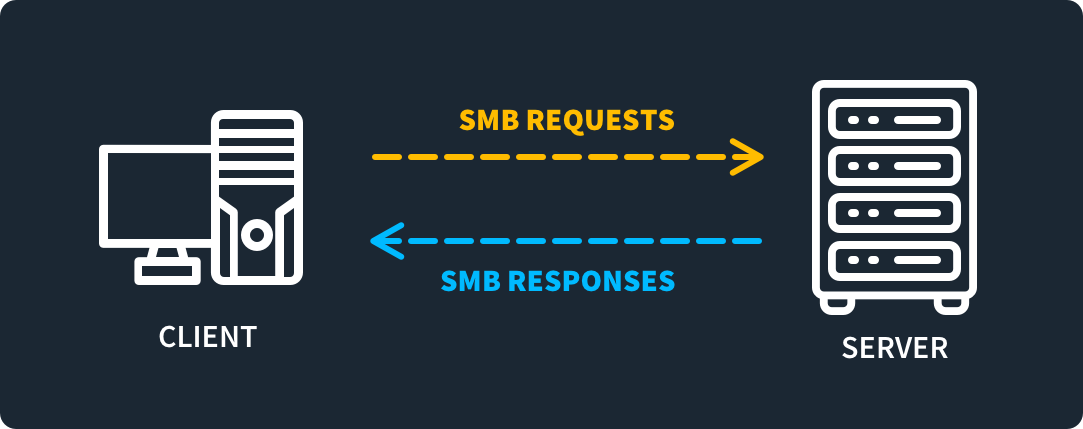 SMB REQUESTS
SMB RESPONSES
CLIENT
SERVER